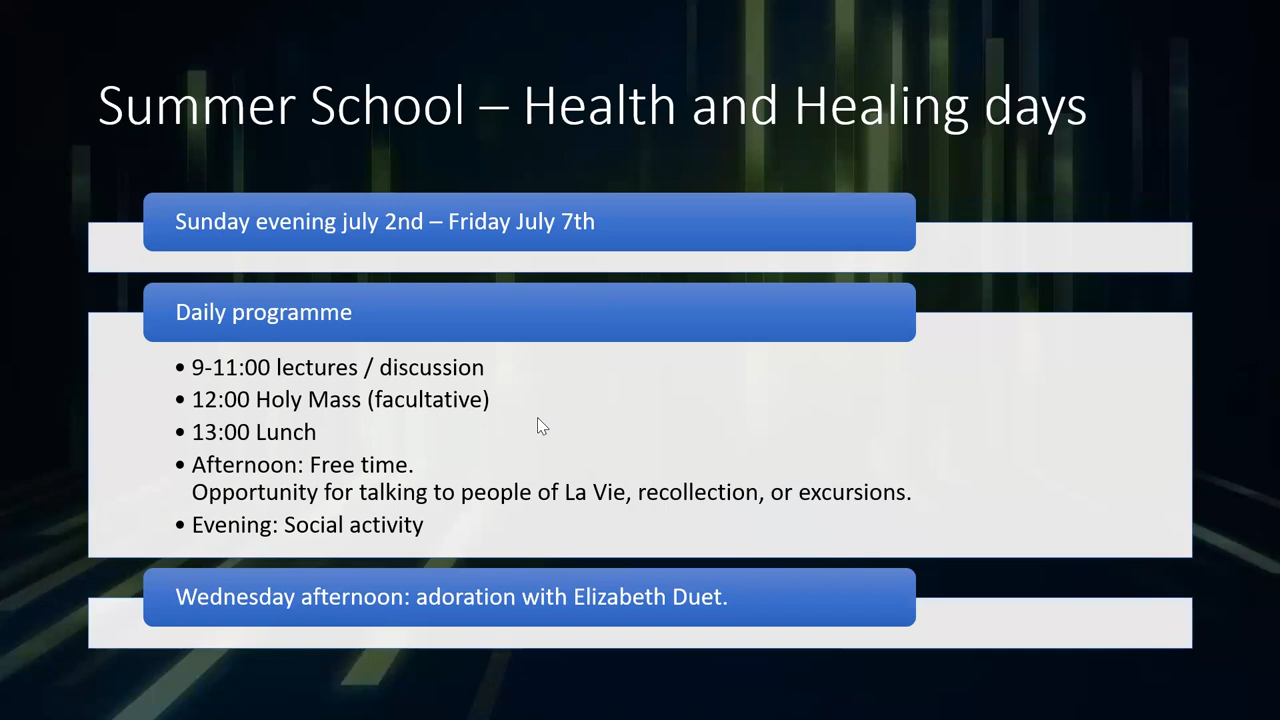 Summer School – Health and Healing days
Sunday evening july 2nd – Friday July 7th
Daily programme
• 9-11:00 lectures / discussion
• 12:00 Holy Mass (facultative)
• 13:00 Lunch
• Afternoon: Free time.
Opportunity for talking to people of La Vie, recollection, or excursions.
• Evening: Social activity
Wednesday afternoon: adoration with Elizabeth Duet.